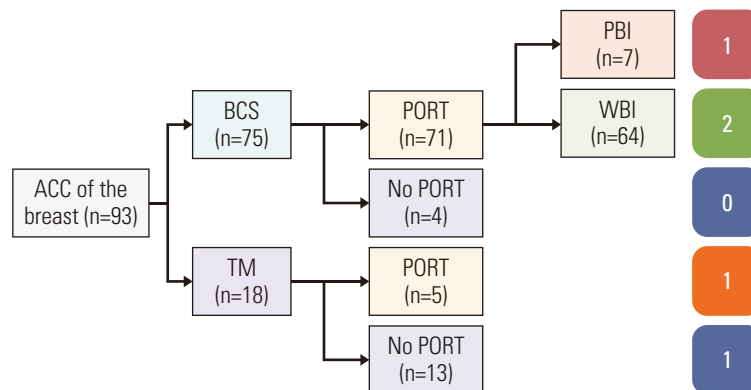 PBI
(n=7)
1
BCS
(n=75)
PORT
(n=71)
WBI
(n=64)
2
ACC of the
breast (n=93)
No PORT
(n=4)
0
TM
(n=18)
PORT
(n=5)
1
No PORT
(n=13)
1